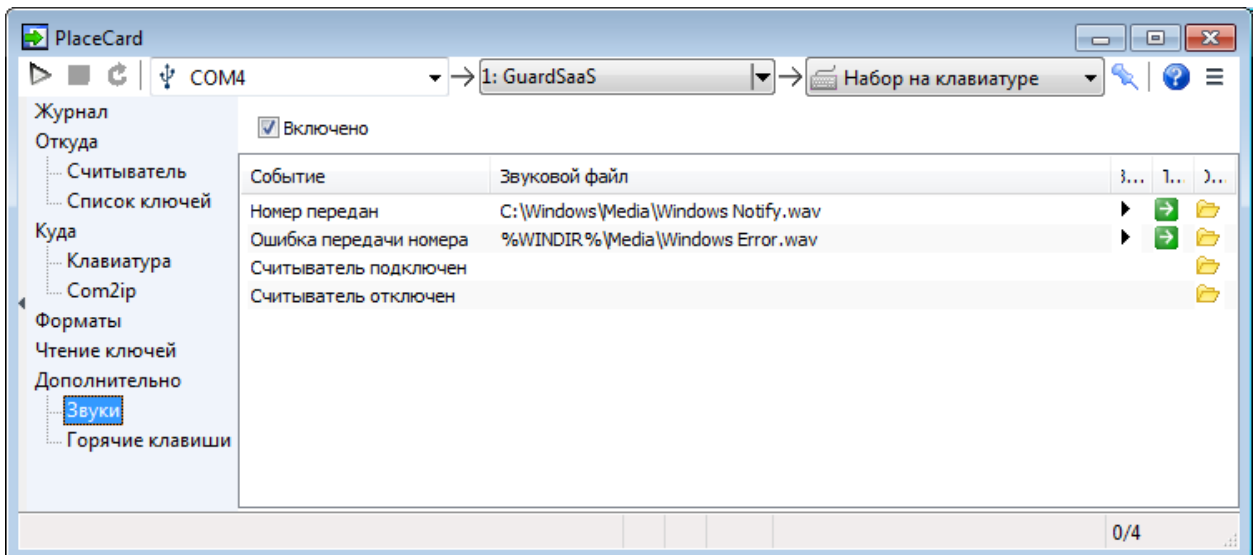 PlaceCard
COM4 1: GuardSaaS Набор на клавиатуре
Журнал
Откуда
Считыватель
Список ключей
Куда
Клавиатура
Com2ip
Форматы
Чтение ключей
Дополнительно
Звуки
Горячие клавиши
Включено
Событие Звуковой файл
Номер передан C:\Windows\Media\Windows Notify.wav
Ошибка передачи номера %WINDIR%\Media\Windows Error.wav
Считыватель подключен
Считыватель отключен
0/4